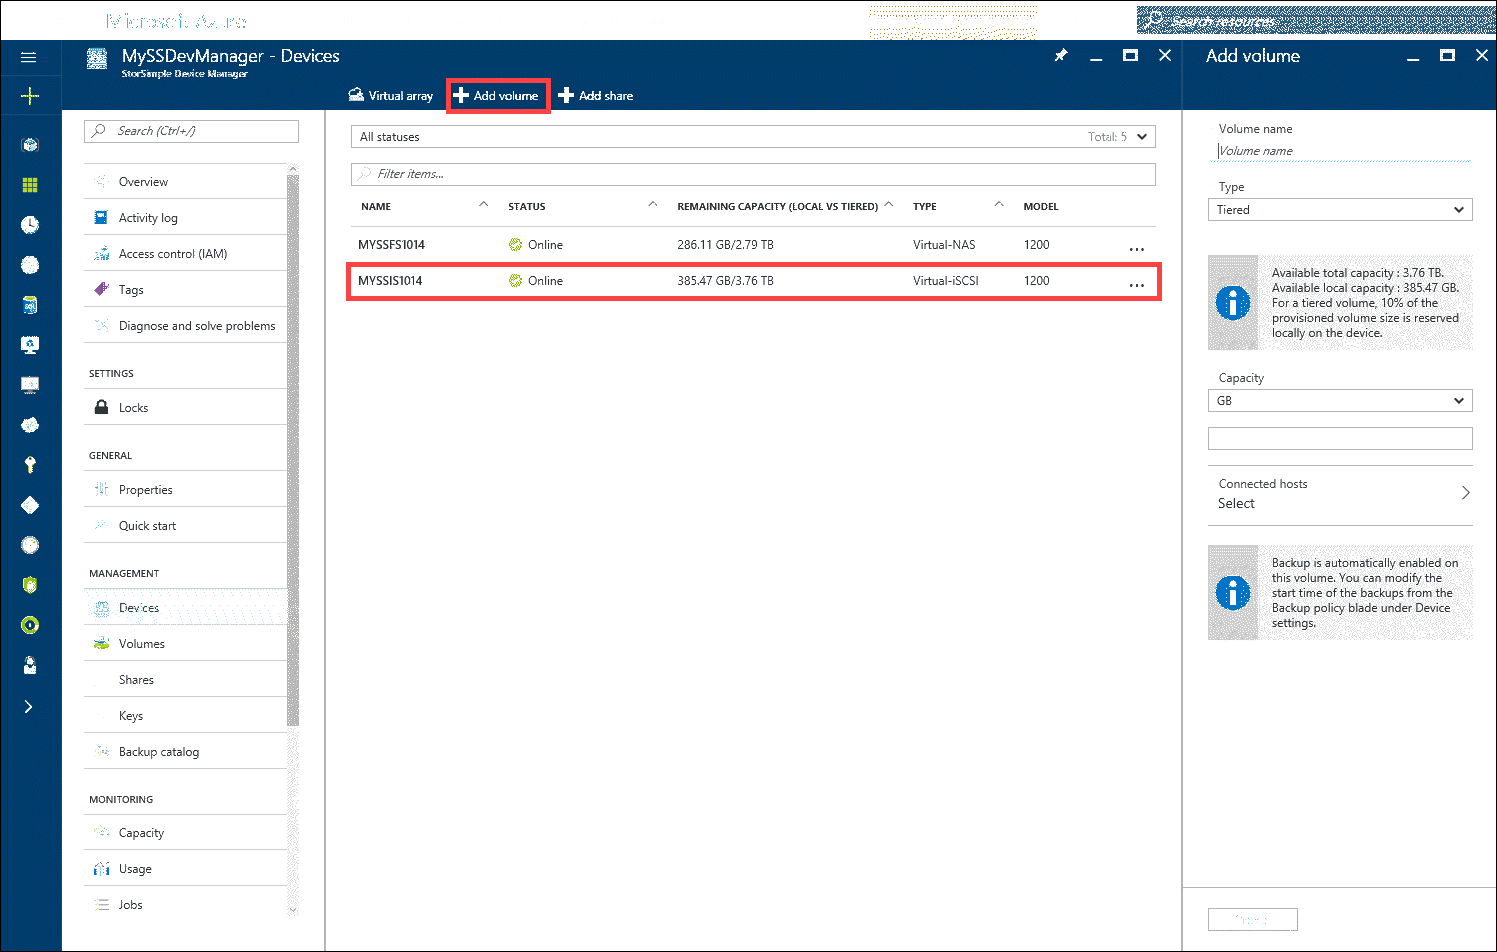 Microsoft Azure
Search resources
MySSDevManager - Devices
StorSimple Device Manager
Virtual array
Add volume
Add share
Search (Ctrl+/)
Overview
Activity log
Access control (IAM)
Tags
Diagnose and solve problems
SETTINGS
Locks
GENERAL
Properties
Quick start
MANAGEMENT
Devices
Volumes
Shares
Keys
Backup catalog
MONITORING
Capacity
Usage
Jobs
All statuses Total: 5
Filter items...
NAME STATUS REMAINING CAPACITY (LOCAL VS TIERED) TYPE MODEL
MYSSFS1014 Online 286.11 GB/2.79 TB Virtual-NAS 1200 ...
MYSSIS1014 Online 385.47 GB/3.76 TB Virtual-iSCSI 1200 ...
Add volume
Volume name
Volume name
Type
Tiered
Available total capacity : 3.76 TB.
Available local capacity : 385.47 GB.
For a tiered volume, 10% of the
provisioned volume size is reserved
locally on the device.
Capacity
GB
Connected hosts
Select
Backup is automatically enabled on
this volume. You can modify the
start time of the backups from the
Backup policy blade under Device
settings.